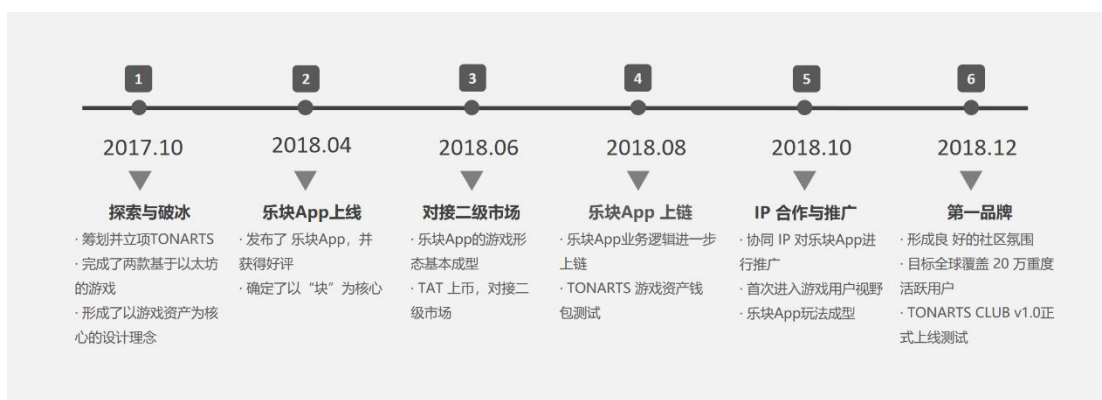 1
2017.10
探索与破冰
· 筹划并立项TONARTS
· 完成了两款基于以太坊
的游戏
· 形成了以游戏资产为核
心的设计理念
2
2018.04
乐块App上线
· 发布了 乐块App，并
获得好评
· 确定了以“块”为核心
3
2018.06
对接二级市场
· 乐块App的游戏形
态基本成型
· TAT 上币，对接二
级市场
4
2018.08
乐块App 上链
· 乐块App业务逻辑进一步
上链
· TONARTS 游戏资产钱
包测试
5
2018.10
IP 合作与推广
· 协同 IP 对乐块App进
行推广
· 首次进入游戏用户视野
· 乐块App玩法成型
6
2018.12
第一品牌
· 形成良 好的社区氛围
· 目标全球覆盖 20 万重度
活跃用户
· TONARTS CLUB v1.0正
式上线测试